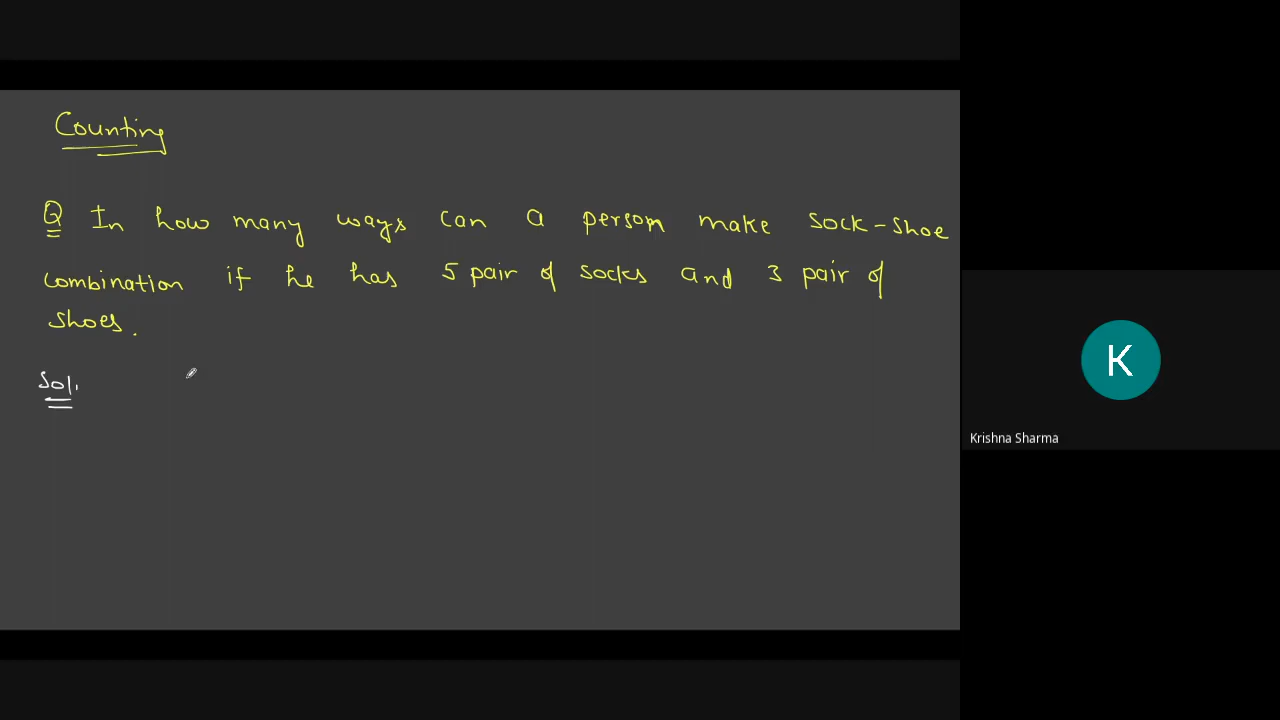 Counting
Q In how many ways can a person make sock-shoe
combination if he has 5 pair of socks and 3 pair of
shoes.
Sol.
K
Krishna Sharma